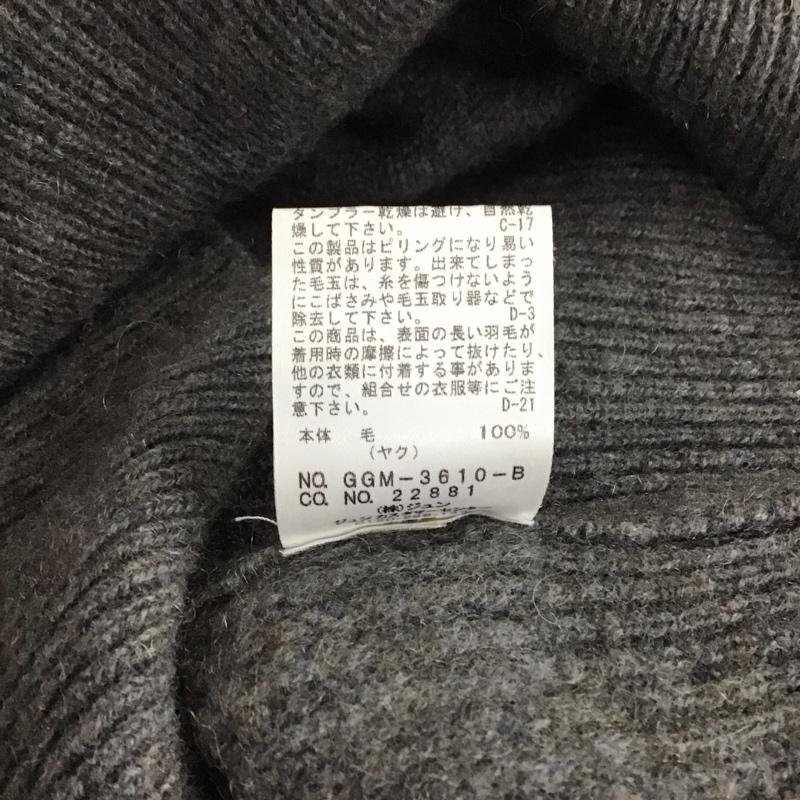 タンブラー乾燥は避け、自然乾
燥して下さい。 C-17
この製品はピリングになり易い
性質があります。出来てしまっ
た毛玉は、糸を傷つけないよう
にこばさみや毛玉取り器などで
除去して下さい。 D-3
この商品は、表面の長い羽毛が
着用時の摩擦によって抜けたり、
他の衣類に付着する事がありま
すので、組合せの衣服等にご注
意下さい。 D-21
本体 毛 100%
(ヤク)
NO. GGM-3610-B
CO. NO. 22881
(株)ジュン